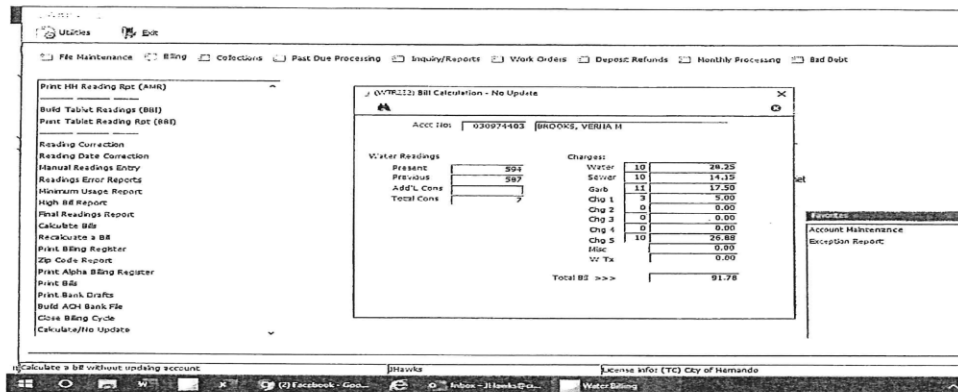 Utilities Exit
File Maintenance Billing Collections Past Due Processing Inquiry/Reports Work Orders Deposit Refunds Monthly Processing Bad Debt
Print HH Reading Rpt (AMR)
Build Tablet Readings (BBI)
Print Tablet Reading Rpt (BBI)
Reading Correction
Reading Date Correction
Manual Readings Entry
Readings Error Reports
Minimum Usage Report
High Bill Report
Final Readings Report
Calculate Bills
Recalculate a Bill
Print Billing Register
Zip Code Report
Print Alpha Billing Register
Print Bills
Print Bank Drafts
Build ACH Bank File
Close Billing Cycle
Calculate/No Update
Bill Calculation - No Update
Acct No: 030974403 BROOKS, VERNA M
Water Readings
Present 594
Previous 587
Add'L Cons
Total Cons 7
Charges:
Water 10 28.25
Sewer 10 14.15
Garb 11 17.50
Chg 1 3 5.00
Chg 2 0 0.00
Chg 3 0 0.00
Chg 4 0 0.00
Chg 5 10 26.88
Misc 0.00
W Tx 0.00
Total Bill >>> 91.78
Favorites
Account Maintenance
Exception Report
Calculate a bill without updating account JHawks License info: (TC) City of Hernando
(2) Facebook - Goo... Inbox - JHawks@ci... Water Billing